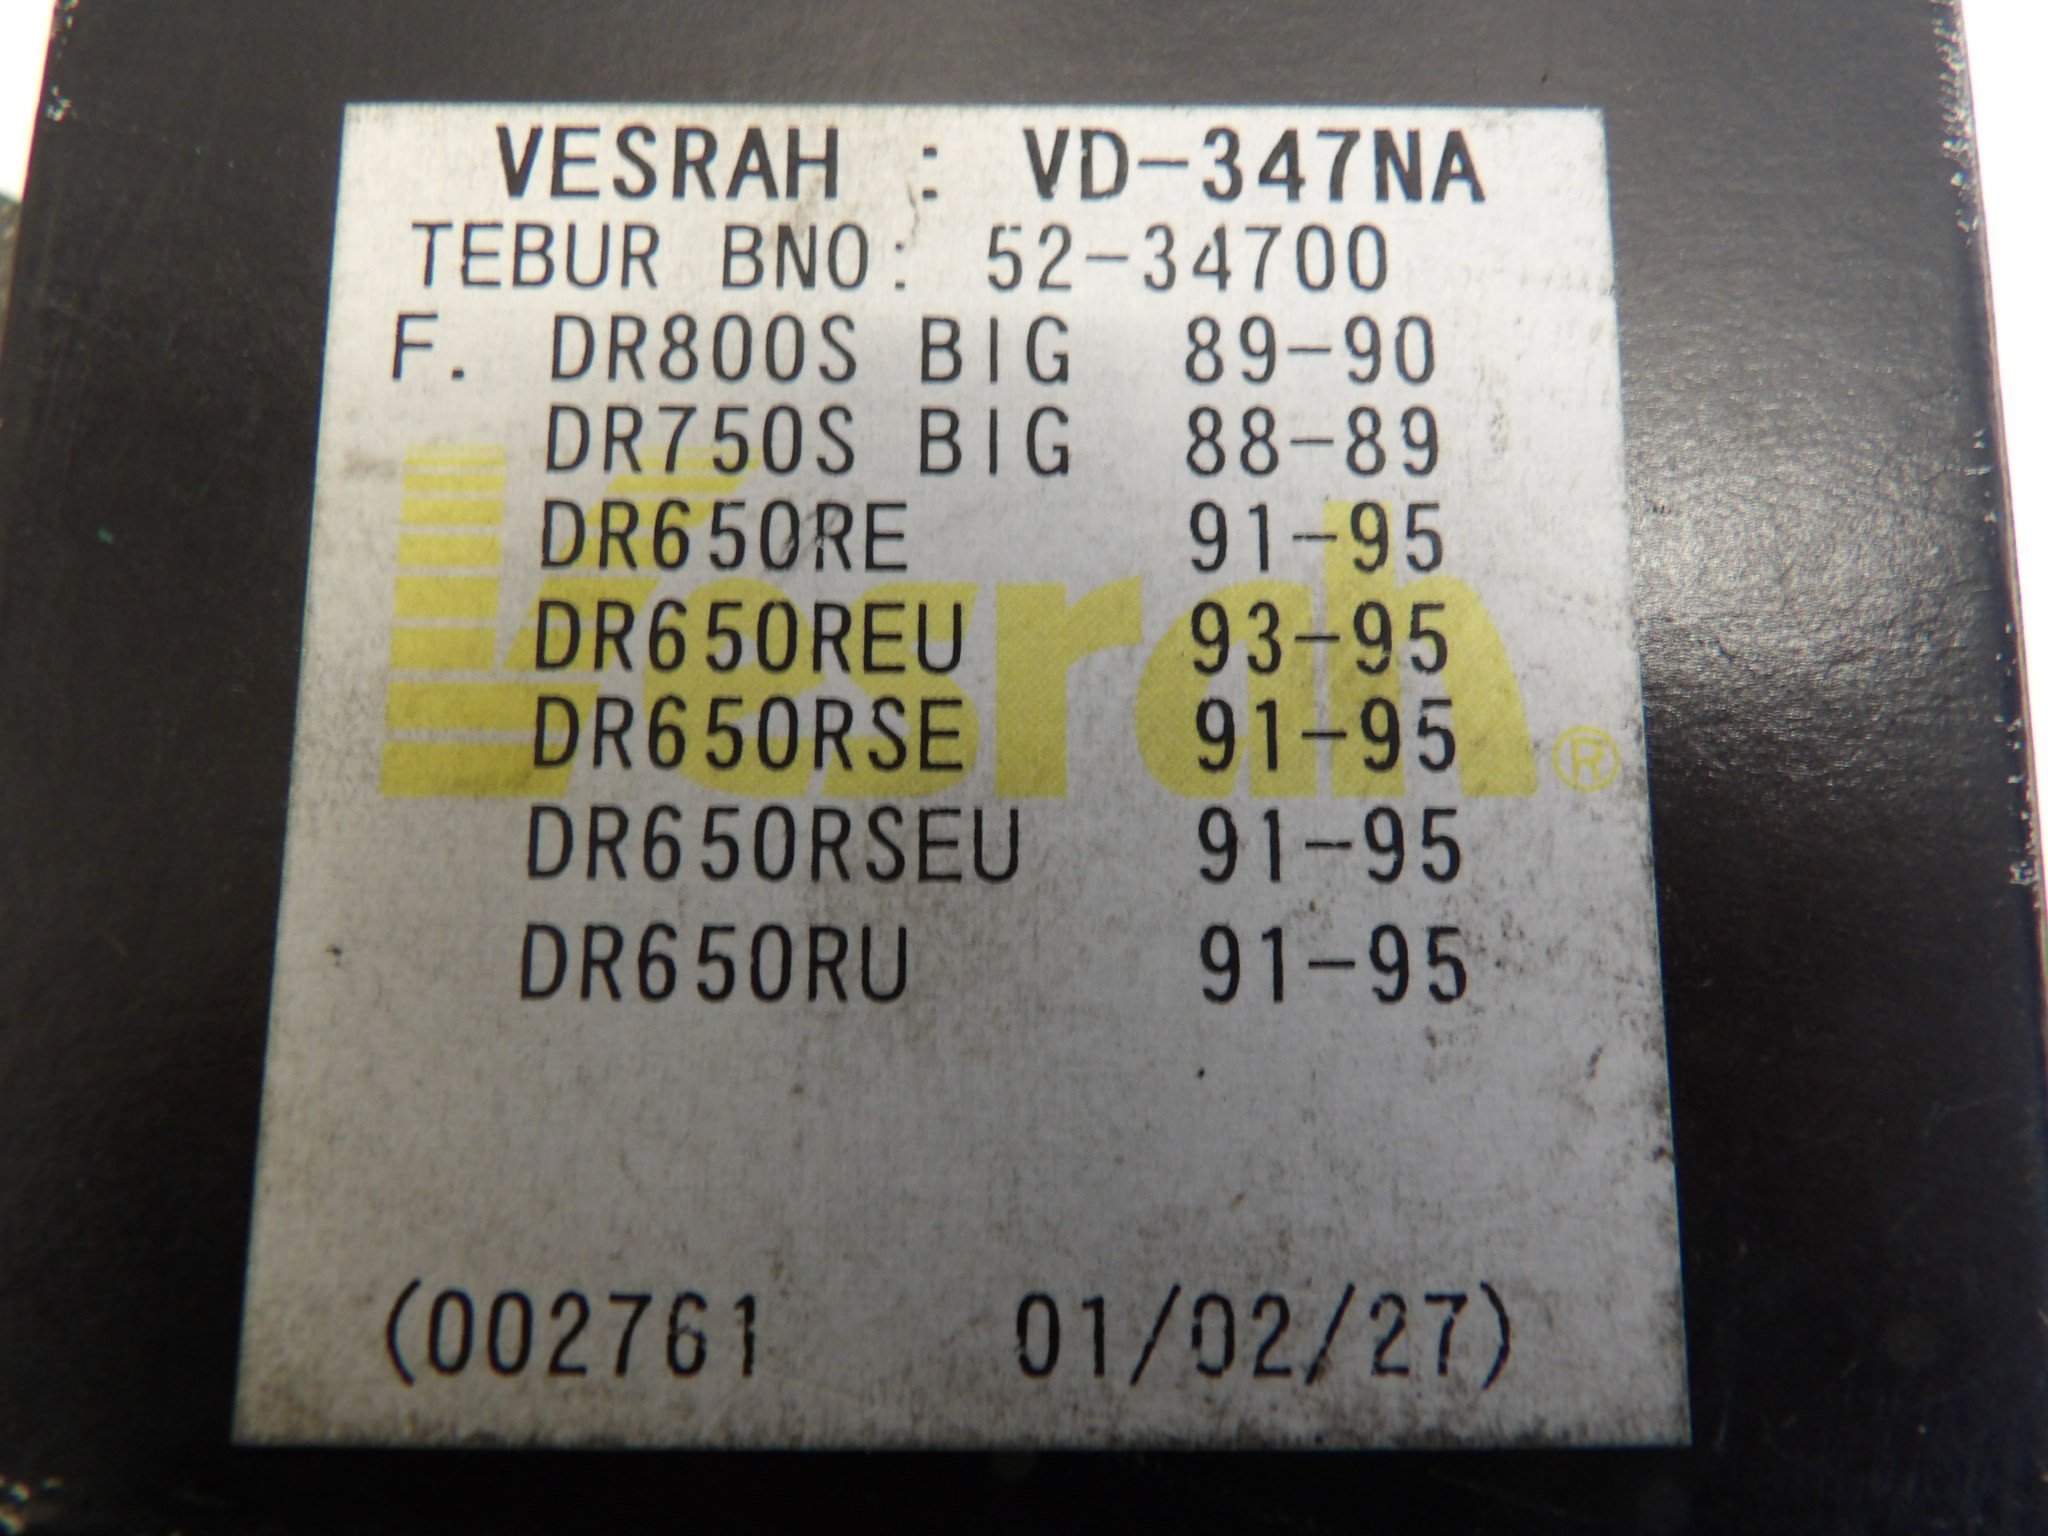 VESRAH : VD-347NA
TEBUR BNO: 52-34700
F. DR800S BIG 89-90
DR750S BIG 88-89
DR650RE 91-95
DR650REU 93-95
DR650RSE 91-95
DR650RSEU 91-95
DR650RU 91-95
Vesrah®
(002761 01/02/27)